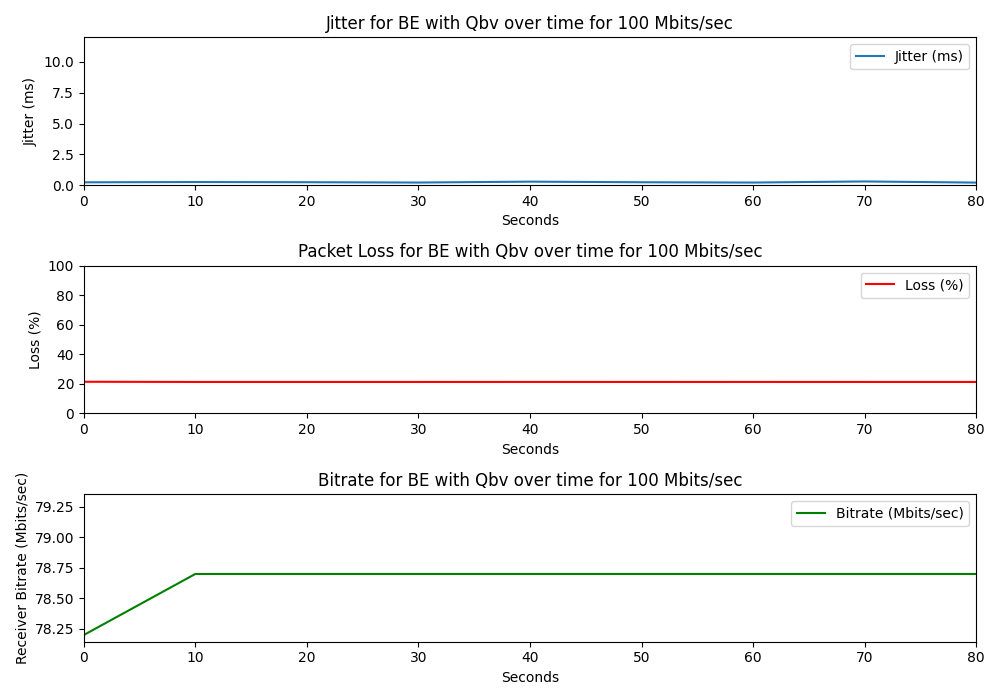 Jitter for BE with Qbv over time for 100 Mbits/sec
Jitter (ms)
10.0
7.5
5.0
2.5
0.0
Jitter (ms)
0 10 20 30 40 50 60 70 80
Seconds
Packet Loss for BE with Qbv over time for 100 Mbits/sec
Loss (%)
100
80
60
40
20
0
Loss (%)
0 10 20 30 40 50 60 70 80
Seconds
Bitrate for BE with Qbv over time for 100 Mbits/sec
Receiver Bitrate (Mbits/sec)
79.25
79.00
78.75
78.50
78.25
Bitrate (Mbits/sec)
0 10 20 30 40 50 60 70 80
Seconds